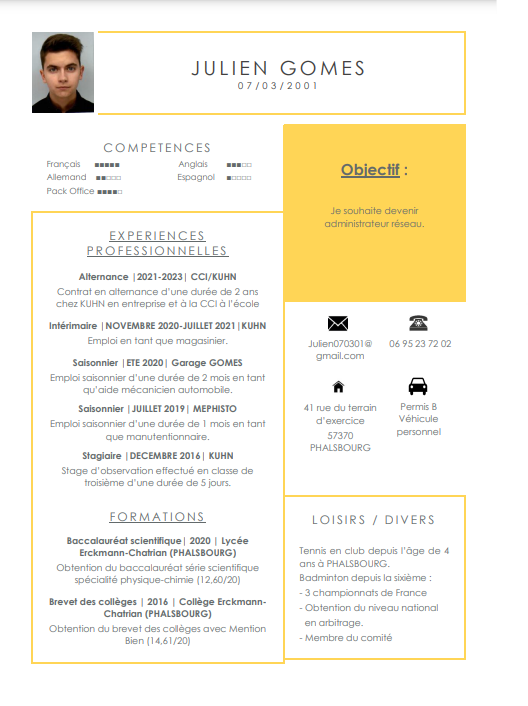 JULIEN GOMES
07/03/2001
COMPETENCES
Français ■■■■■ Anglais ■■■□□
Allemand ■■□□□ Espagnol ■□□□□
Pack Office ■■■■□
EXPERIENCES
PROFESSIONNELLES
Alternance |2021-2023| CCI/KUHN
Contrat en alternance d'une durée de 2 ans
chez KUHN en entreprise et à la CCI à l'école
Intérimaire |NOVEMBRE 2020-JUILLET 2021|KUHN
Emploi en tant que magasinier.
Saisonnier |ETE 2020| Garage GOMES
Emploi saisonnier d'une durée de 2 mois en tant
qu'aide mécanicien automobile.
Saisonnier |JUILLET 2019| MEPHISTO
Emploi saisonnier d'une durée de 1 mois en tant
que manutentionnaire.
Stagiaire |DECEMBRE 2016| KUHN
Stage d'observation effectué en classe de
troisième d'une durée de 5 jours.
FORMATIONS
Baccalauréat scientifique| 2020 | Lycée
Erckmann-Chatrian (PHALSBOURG)
Obtention du baccalauréat série scientifique
spécialité physique-chimie (12,60/20)
Brevet des collèges | 2016 | Collège Erckmann-
Chatrian (PHALSBOURG)
Obtention du brevet des collèges avec Mention
Bien (14,61/20)
Objectif :
Je souhaite devenir
administrateur réseau.
Julien070301@
gmail.com
06 95 23 72 02
41 rue du terrain
d'exercice
57370
PHALSBOURG
Permis B
Véhicule
personnel
LOISIRS / DIVERS
Tennis en club depuis l'âge de 4
ans à PHALSBOURG.
Badminton depuis la sixième :
- 3 championnats de France
- Obtention du niveau national
en arbitrage.
- Membre du comité